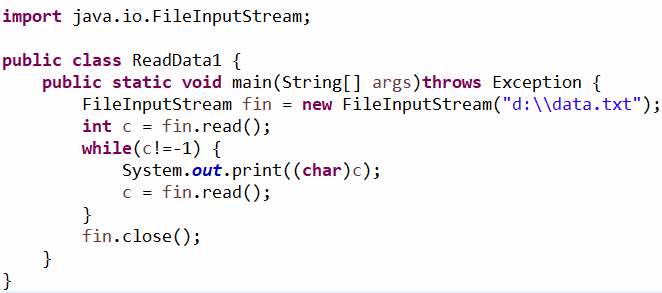 import java.io.FileInputStream;
public class ReadData1 {
public static void main(String[] args)throws Exception {
FileInputStream fin = new FileInputStream("d:\\data.txt");
int c = fin.read();
while(c!=-1) {
System.out.print((char)c);
c = fin.read();
}
fin.close();
}
}